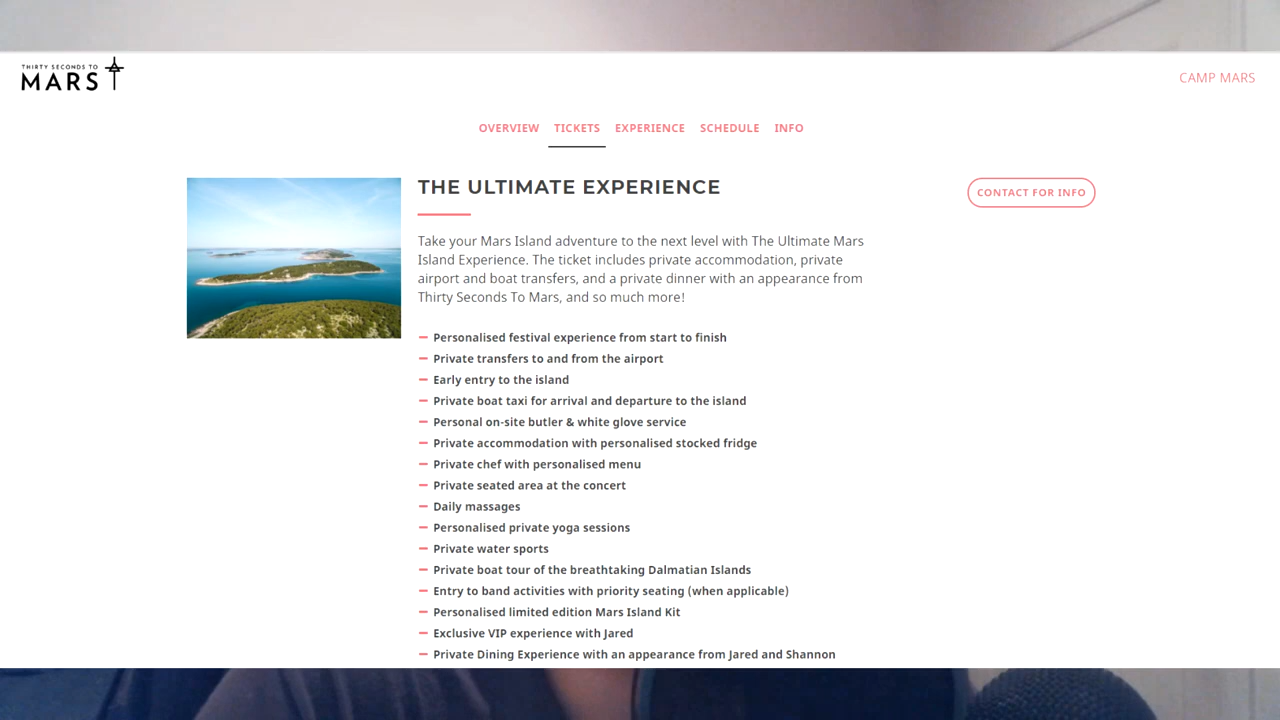 THIRTY SECONDS TO
MARS
CAMP MARS
OVERVIEW TICKETS EXPERIENCE SCHEDULE INFO
THE ULTIMATE EXPERIENCE
CONTACT FOR INFO
Take your Mars Island adventure to the next level with The Ultimate Mars
Island Experience. The ticket includes private accommodation, private
airport and boat transfers, and a private dinner with an appearance from
Thirty Seconds To Mars, and so much more!
Personalised festival experience from start to finish
Private transfers to and from the airport
Early entry to the island
Private boat taxi for arrival and departure to the island
Personal on-site butler & white glove service
Private accommodation with personalised stocked fridge
Private chef with personalised menu
Private seated area at the concert
Daily massages
Personalised private yoga sessions
Private water sports
Private boat tour of the breathtaking Dalmatian Islands
Entry to band activities with priority seating (when applicable)
Personalised limited edition Mars Island Kit
Exclusive VIP experience with Jared
Private Dining Experience with an appearance from Jared and Shannon